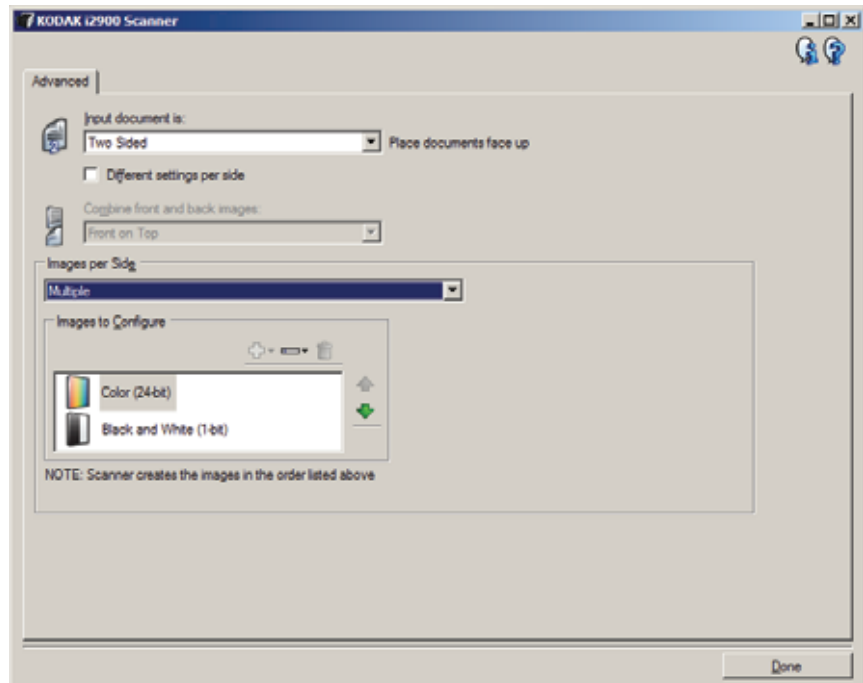 KODAK i2900 Scanner
Advanced
Input document is:
Two Sided
Place documents face up
Different settings per side
Combine front and back images:
Front on Top
Images per Side
Multiple
Images to Configure
Color (24-bit)
Black and White (1-bit)
NOTE: Scanner creates the images in the order listed above
Done